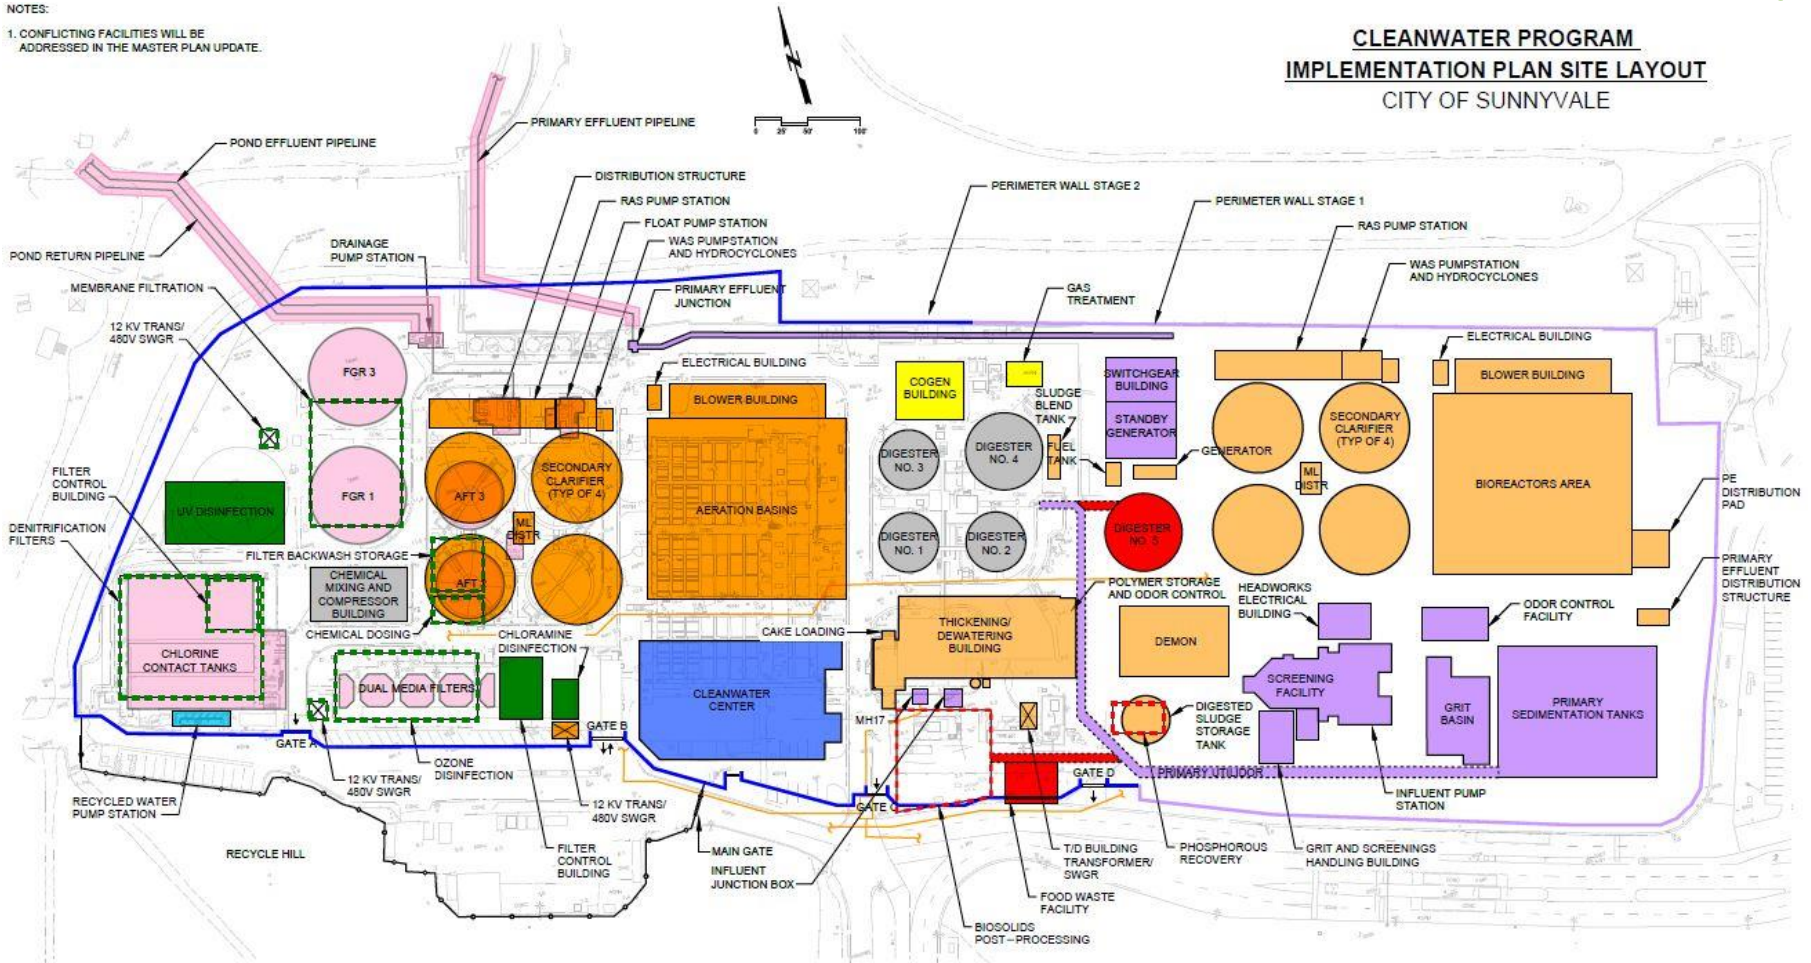 NOTES:
1. CONFLICTING FACILITIES WILL BE
ADDRESSED IN THE MASTER PLAN UPDATE.
CLEANWATER PROGRAM
IMPLEMENTATION PLAN SITE LAYOUT
CITY OF SUNNYVALE
N
0 25' 50' 100'
POND EFFLUENT PIPELINE
PRIMARY EFFLUENT PIPELINE
DISTRIBUTION STRUCTURE
RAS PUMP STATION
FLOAT PUMP STATION
WAS PUMPSTATION
AND HYDROCYCLONES
PERIMETER WALL STAGE 2
PERIMETER WALL STAGE 1
RAS PUMP STATION
WAS PUMPSTATION
AND HYDROCYCLONES
POND RETURN PIPELINE
DRAINAGE
PUMP STATION
MEMBRANE FILTRATION
PRIMARY EFFLUENT
JUNCTION
GAS
TREATMENT
12 KV TRANS/
480V SWGR
ELECTRICAL BUILDING
ELECTRICAL BUILDING
FGR 3
BLOWER BUILDING
COGEN
BUILDING
SLUDGE
BLEND
TANK
SWITCHGEAR
BUILDING
STANDBY
GENERATOR
BLOWER BUILDING
SECONDARY
CLARIFIER
(TYP OF 4)
DIGESTER
NO. 3
DIGESTER
NO. 4
FUEL
TANK
GENERATOR
FILTER
CONTROL
BUILDING
FGR 1
AFT 3
SECONDARY
CLARIFIER
(TYP OF 4)
ML
DISTR
BIOREACTORS AREA
PE
DISTRIBUTION
PAD
DENITRIFICATION
FILTERS
UV DISINFECTION
ML
DISTR
AERATION BASINS
DIGESTER
NO. 1
DIGESTER
NO. 2
DIGESTER
NO. 5
FILTER BACKWASH STORAGE
CHEMICAL
MIXING AND
COMPRESSOR
BUILDING
AFT 2
POLYMER STORAGE
AND ODOR CONTROL
HEADWORKS
ELECTRICAL
BUILDING
ODOR CONTROL
FACILITY
PRIMARY
EFFLUENT
DISTRIBUTION
STRUCTURE
CHEMICAL DOSING
CHLORAMINE
DISINFECTION
CAKE LOADING
THICKENING/
DEWATERING
BUILDING
DEMON
CHLORINE
CONTACT TANKS
DUAL MEDIA FILTERS
CLEANWATER
CENTER
SCREENING
FACILITY
GRIT
BASIN
PRIMARY
SEDIMENTATION TANKS
MH17
DIGESTED
SLUDGE
STORAGE
TANK
GATE A
GATE B
GATE C
GATE D
PRIMARY UTILIDOR
OZONE
DISINFECTION
12 KV TRANS/
480V SWGR
12 KV TRANS/
480V SWGR
RECYCLED WATER
PUMP STATION
INFLUENT PUMP
STATION
RECYCLE HILL
FILTER
CONTROL
BUILDING
MAIN GATE
INFLUENT
JUNCTION BOX
T/D BUILDING
TRANSFORMER/
SWGR
PHOSPHOROUS
RECOVERY
GRIT AND SCREENINGS
HANDLING BUILDING
FOOD WASTE
FACILITY
BIOSOLIDS
POST-PROCESSING